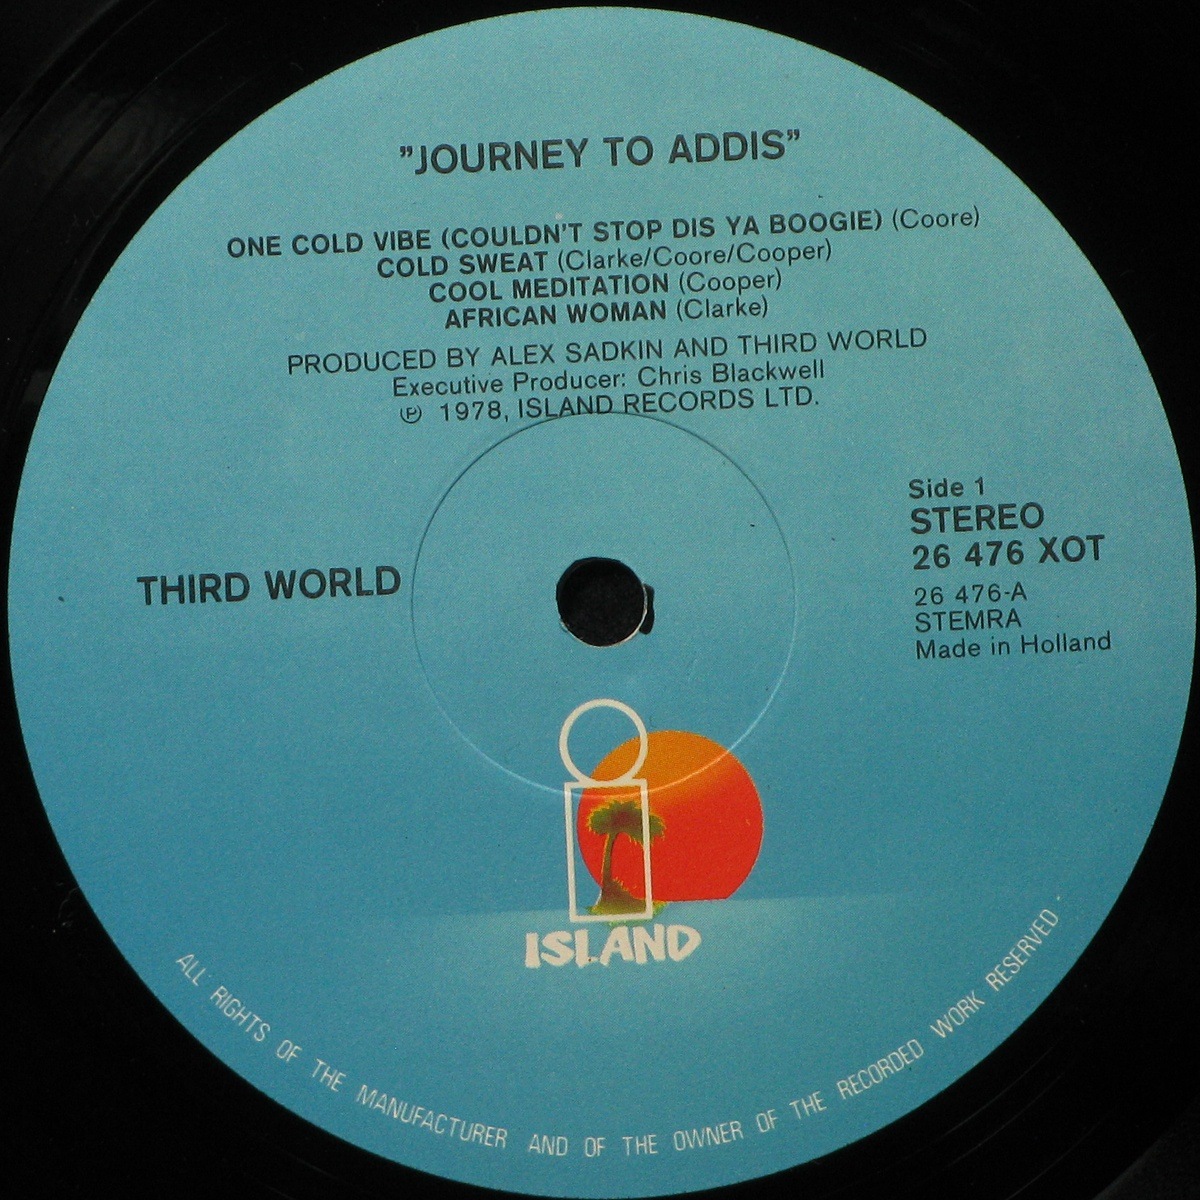 ”JOURNEY TO ADDIS”
ONE COLD VIBE (COULDN'T STOP DIS YA BOOGIE) (Coore)
COLD SWEAT (Clarke/Coore/Cooper)
COOL MEDITATION (Cooper)
AFRICAN WOMAN (Clarke)
PRODUCED BY ALEX SADKIN AND THIRD WORLD
Executive Producer: Chris Blackwell
℗ 1978, ISLAND RECORDS LTD.
THIRD WORLD
Side 1
STEREO
26 476 XOT
26 476-A
STEMRA
Made in Holland
ISLAND
ALL RIGHTS OF THE MANUFACTURER AND OF THE OWNER OF THE RECORDED WORK RESERVED ·